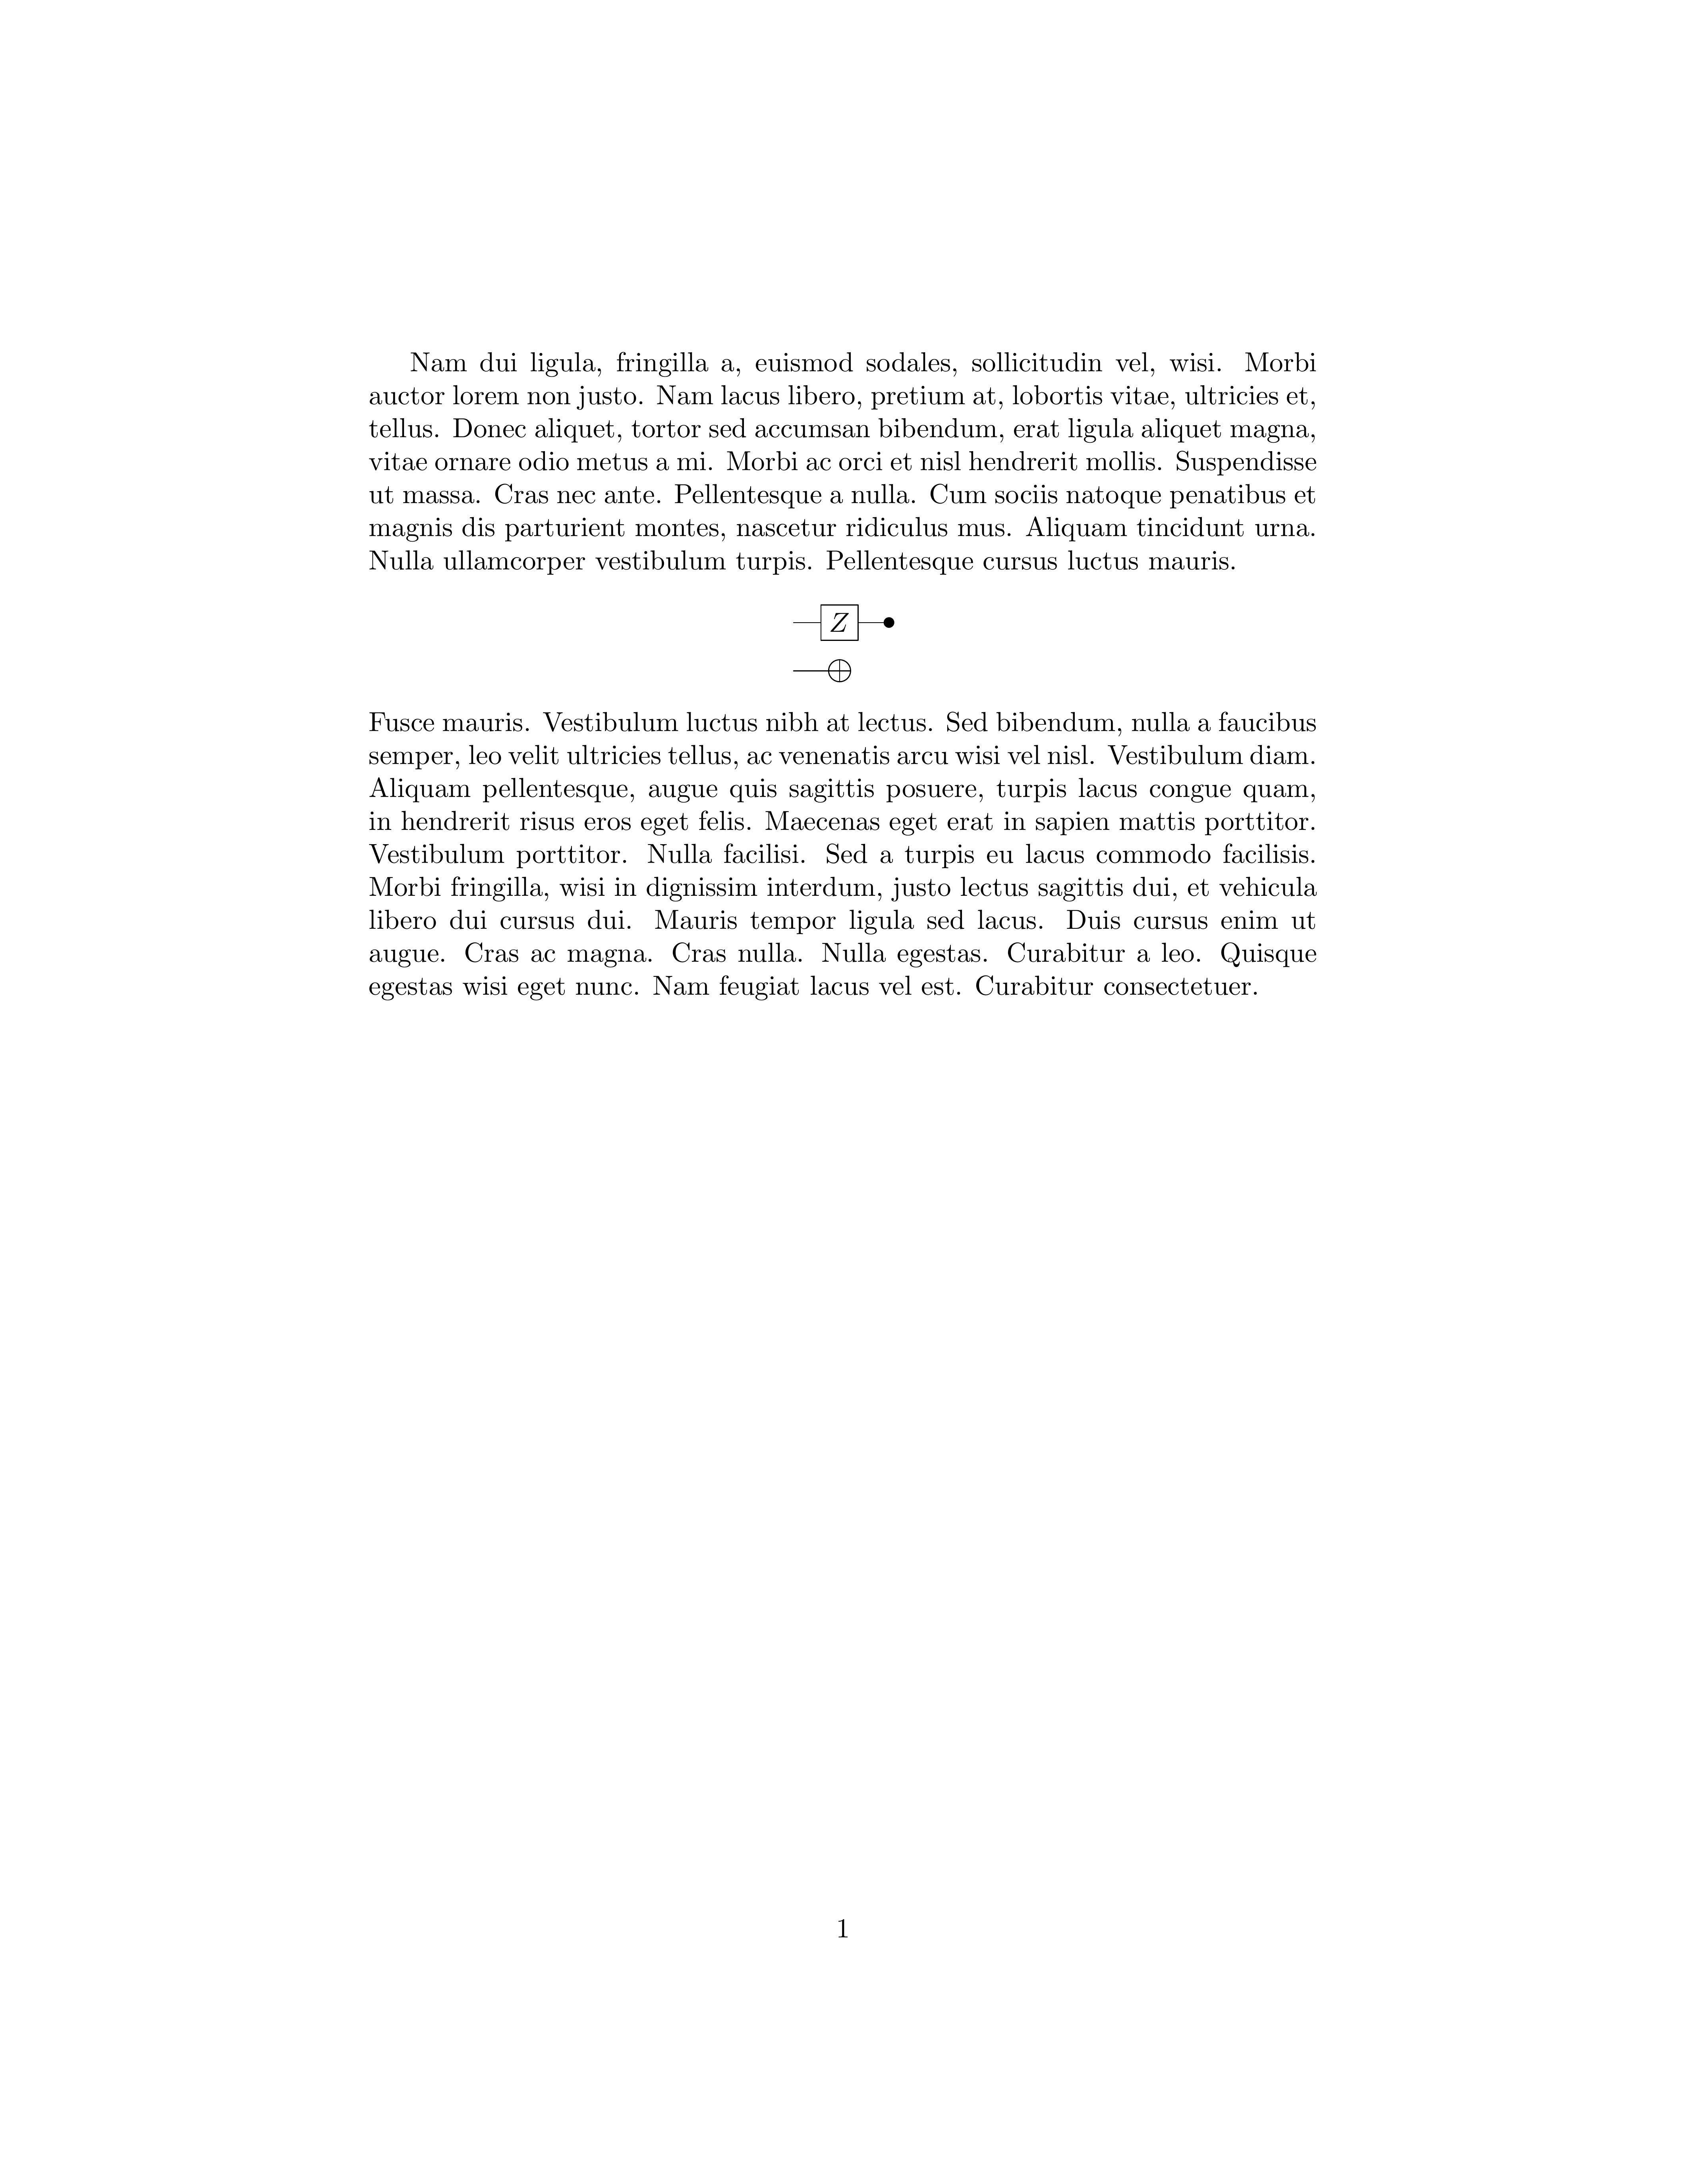 Nam dui ligula, fringilla a, euismod sodales, sollicitudin vel, wisi. Morbi
auctor lorem non justo. Nam lacus libero, pretium at, lobortis vitae, ultricies et,
tellus. Donec aliquet, tortor sed accumsan bibendum, erat ligula aliquet magna,
vitae ornare odio metus a mi. Morbi ac orci et nisl hendrerit mollis. Suspendisse
ut massa. Cras nec ante. Pellentesque a nulla. Cum sociis natoque penatibus et
magnis dis parturient montes, nascetur ridiculus mus. Aliquam tincidunt urna.
Nulla ullamcorper vestibulum turpis. Pellentesque cursus luctus mauris.
Z
Fusce mauris. Vestibulum luctus nibh at lectus. Sed bibendum, nulla a faucibus
semper, leo velit ultricies tellus, ac venenatis arcu wisi vel nisl. Vestibulum diam.
Aliquam pellentesque, augue quis sagittis posuere, turpis lacus congue quam,
in hendrerit risus eros eget felis. Maecenas eget erat in sapien mattis porttitor.
Vestibulum porttitor. Nulla facilisi. Sed a turpis eu lacus commodo facilisis.
Morbi fringilla, wisi in dignissim interdum, justo lectus sagittis dui, et vehicula
libero dui cursus dui. Mauris tempor ligula sed lacus. Duis cursus enim ut
augue. Cras ac magna. Cras nulla. Nulla egestas. Curabitur a leo. Quisque
egestas wisi eget nunc. Nam feugiat lacus vel est. Curabitur consectetuer.
1